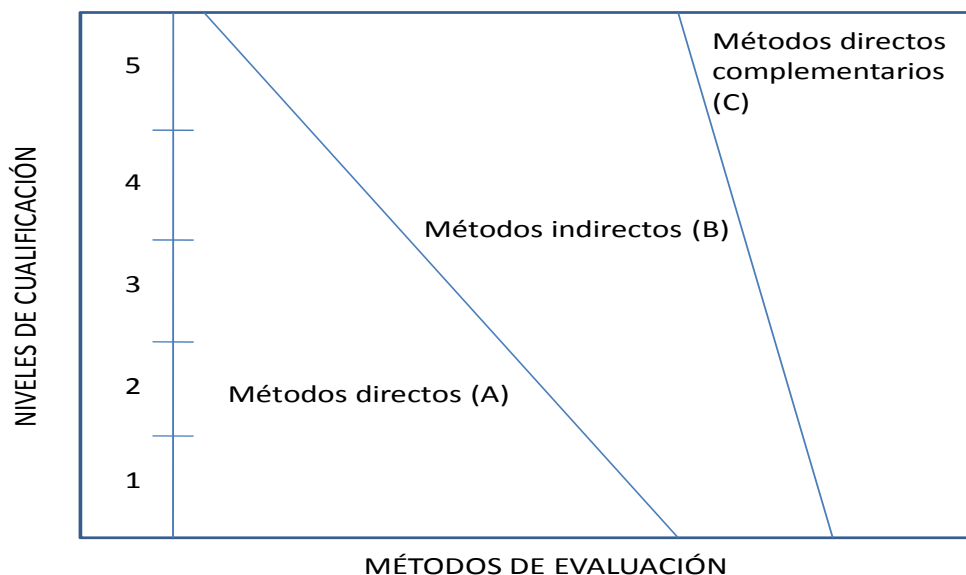 NIVELES DE CUALIFICACIÓN
5
4
3
2
1
Métodos directos
complementarios
(C)
Métodos indirectos (B)
Métodos directos (A)
MÉTODOS DE EVALUACIÓN